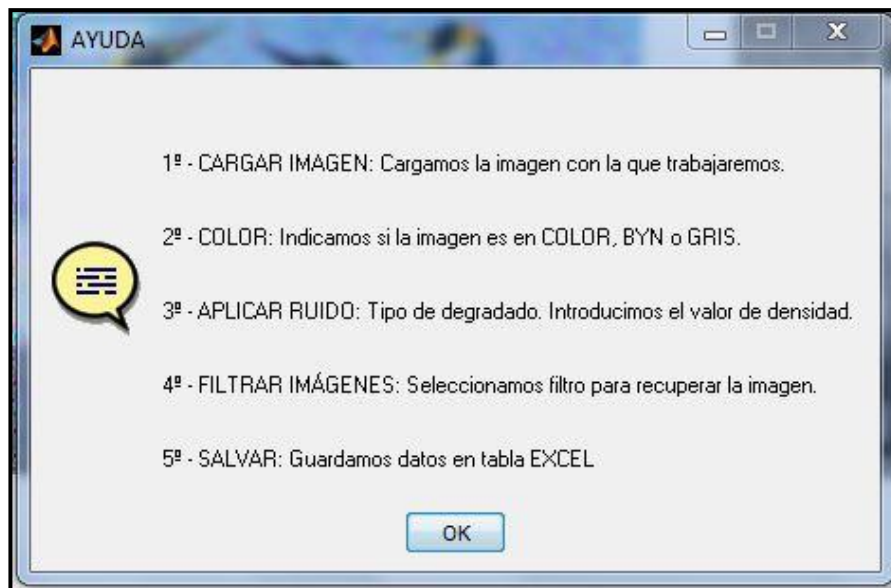 AYUDA
1º - CARGAR IMAGEN: Cargamos la imagen con la que trabajaremos.
2º - COLOR: Indicamos si la imagen es en COLOR, BYN o GRIS.
3º - APLICAR RUIDO: Tipo de degradado. Introducimos el valor de densidad.
4º - FILTRAR IMÁGENES: Seleccionamos filtro para recuperar la imagen.
5º - SALVAR: Guardamos datos en tabla EXCEL
OK